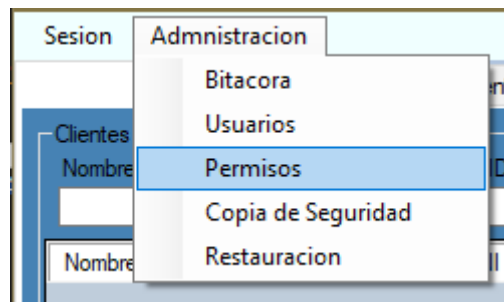 Sesion Admnistracion
Bitacora
Usuarios
Clientes
Permisos
Nombre
Copia de Seguridad
Restauracion
Nombre